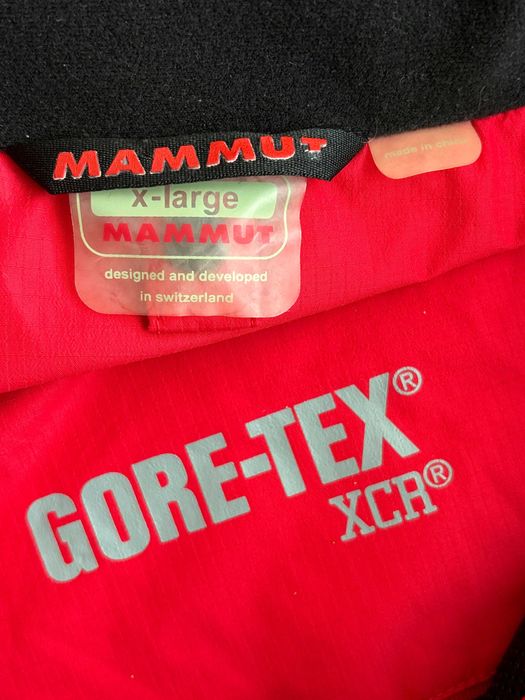 MAMMUT
made in china
x-large
MAMMUT
designed and developed
in switzerland
GORE-TEX®
XCR®